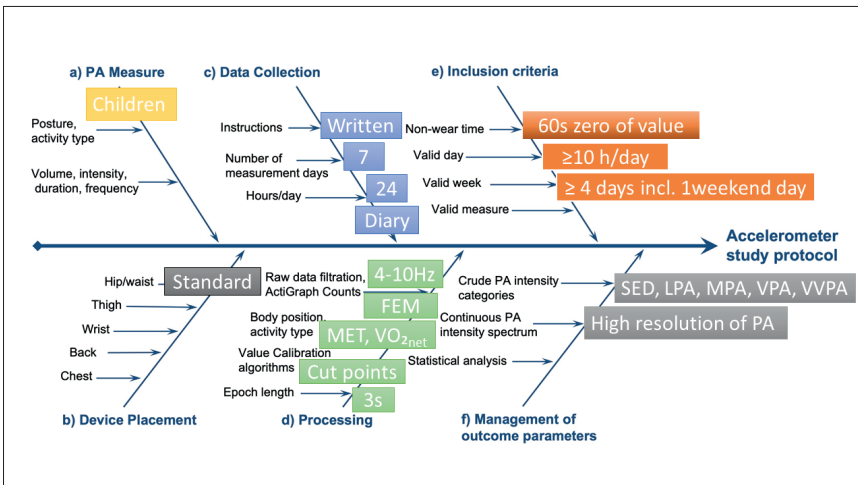 a) PA Measure
Children
Posture,
activity type
Volume, intensity,
duration, frequency
c) Data Collection
Instructions
Written
Number of
measurement days
7
Hours/day
24
Diary
e) Inclusion criteria
Non-wear time
60s zero of value
Valid day
≥10 h/day
Valid week
≥ 4 days incl. 1weekend day
Valid measure
Accelerometer
study protocol
Hip/waist
Standard
Thigh
Wrist
Back
Chest
b) Device Placement
Raw data filtration,
ActiGraph Counts
4-10Hz
FEM
Body position,
activity type
MET, VO₂net
Value Calibration
algorithms
Cut points
Epoch length
3s
d) Processing
Crude PA intensity
categories
SED, LPA, MPA, VPA, VVPA
Continuous PA
intensity spectrum
High resolution of PA
Statistical analysis
f) Management of
outcome parameters